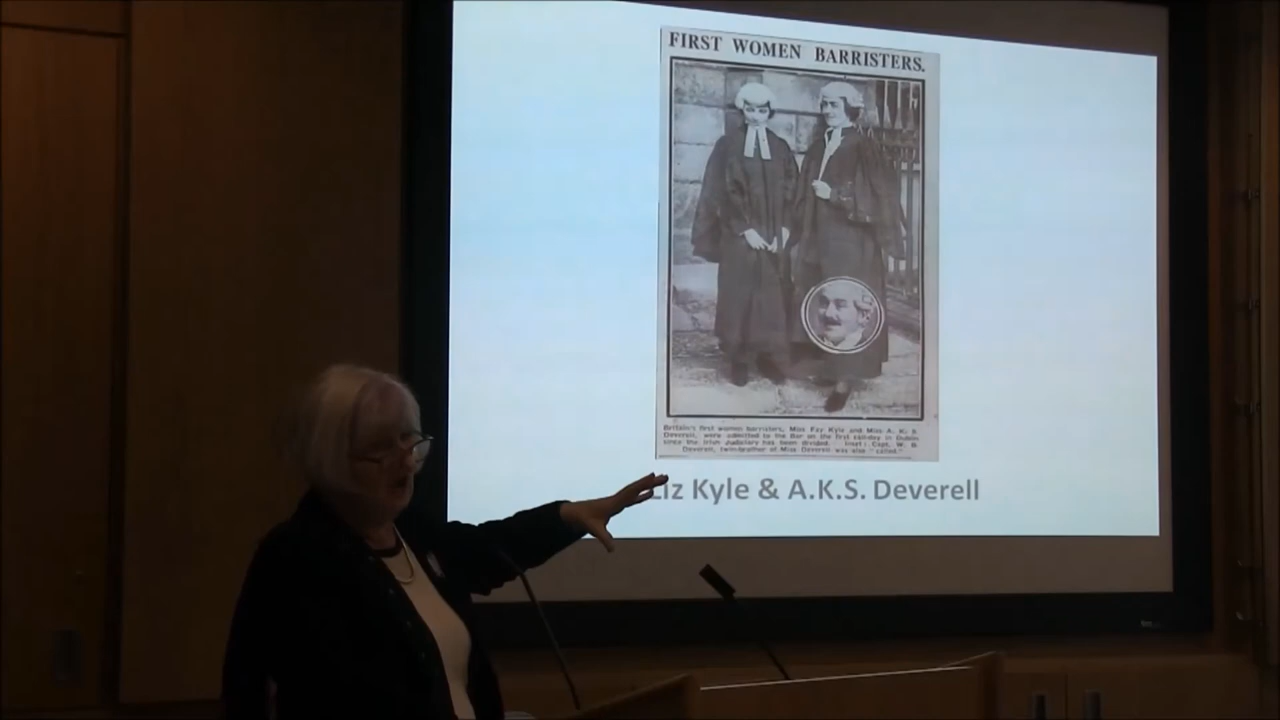 FIRST WOMEN BARRISTERS.
Britain's first women barristers, Miss Fay Kyle and Miss A. K. S.
Deverell, were admitted to the Bar on the first call-day in Dublin
since the Irish Judiciary has been divided. Inset: Capt. W. B.
Deverell, twin-brother of Miss Deverell was also "called."
Liz Kyle & A.K.S. Deverell